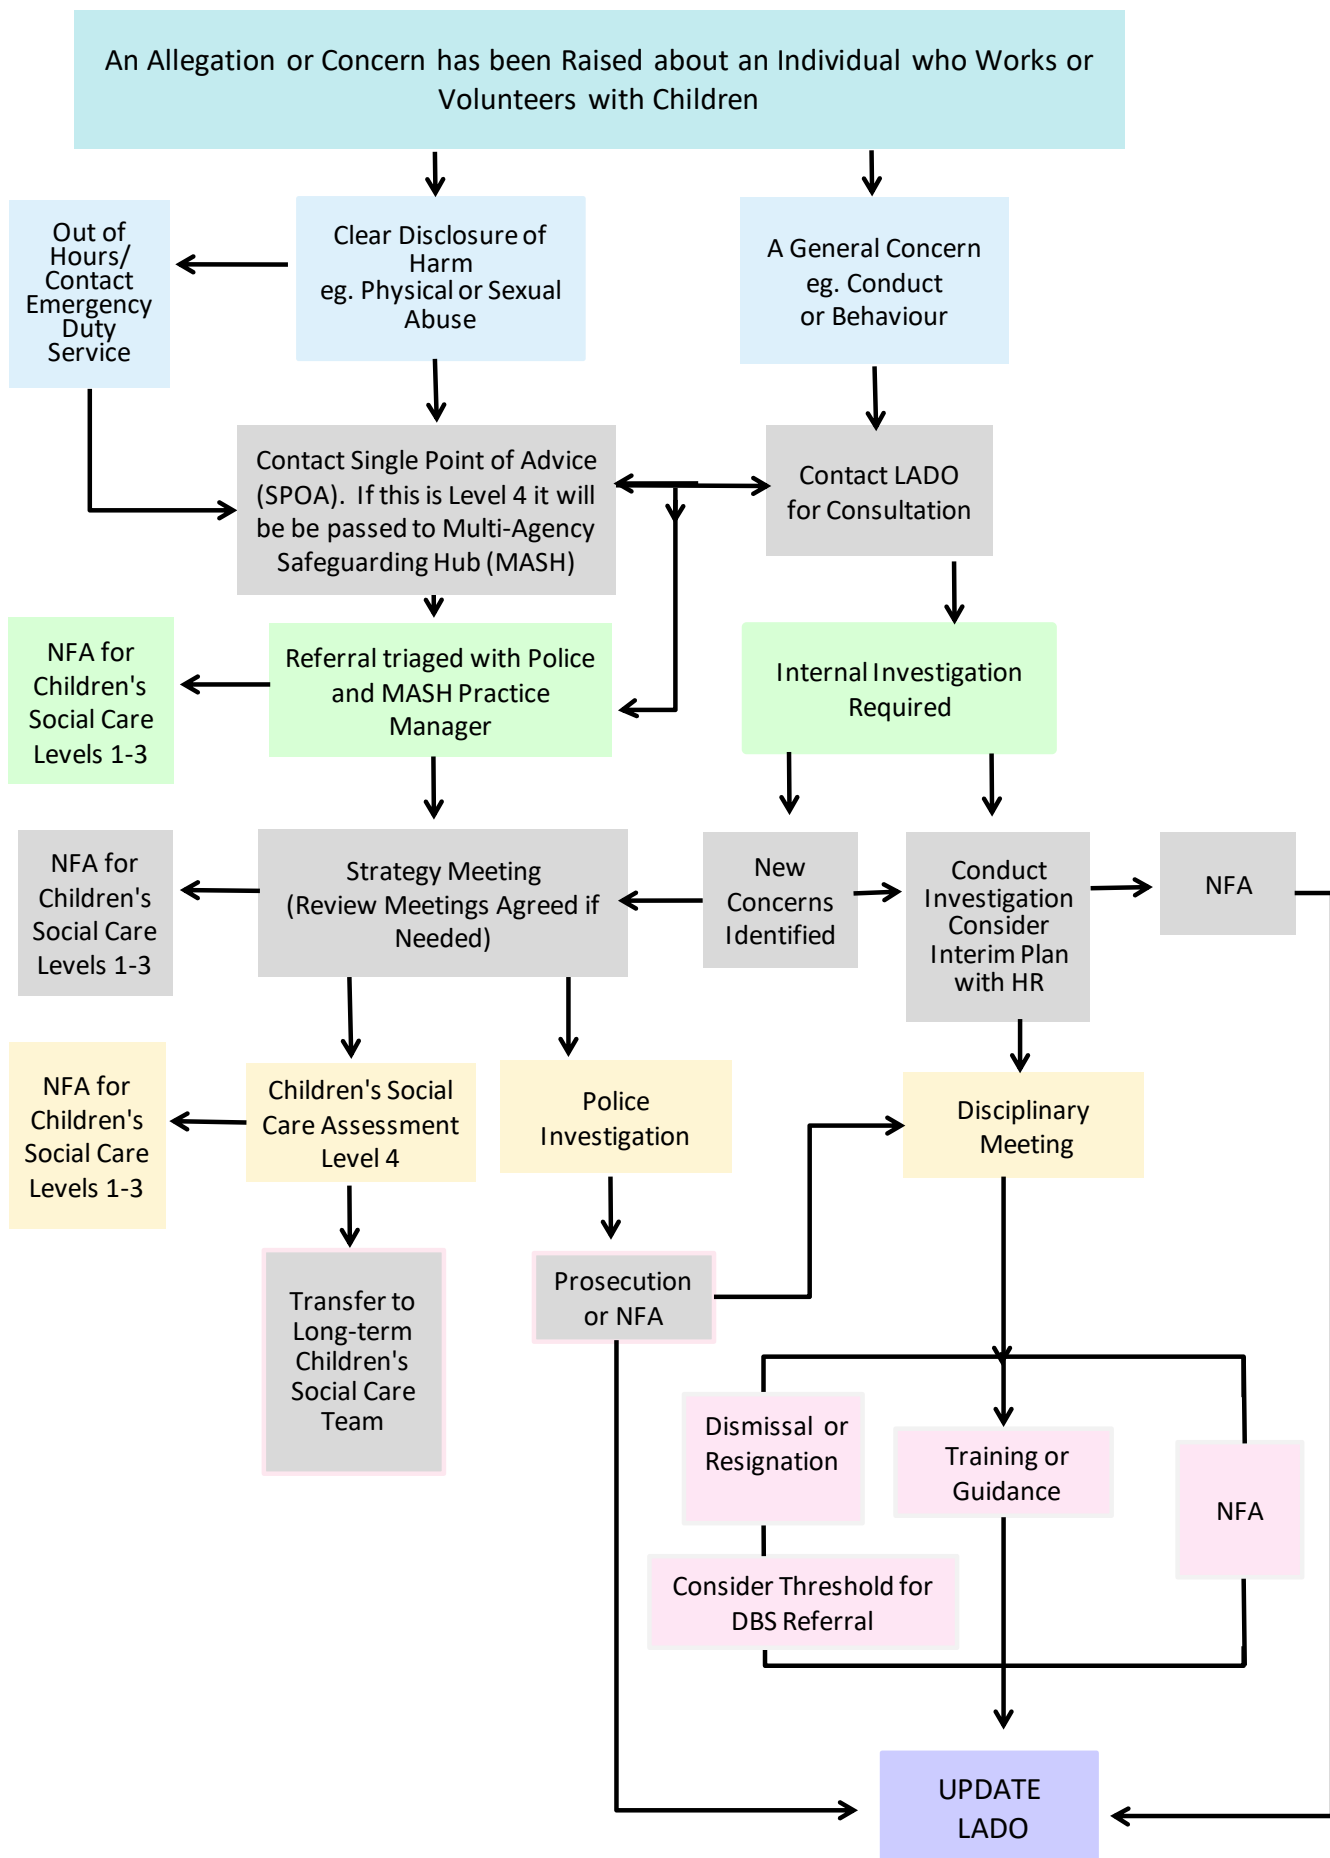 An Allegation or Concern has been Raised about an Individual who Works or
Volunteers with Children
Out of
Hours/
Contact
Emergency
Duty
Service
Clear Disclosure of
Harm
eg. Physical or Sexual
Abuse
A General Concern
eg. Conduct
or Behaviour
Contact Single Point of Advice
(SPOA). If this is Level 4 it will
be be passed to Multi-Agency
Safeguarding Hub (MASH)
Contact LADO
for Consultation
NFA for
Children's
Social Care
Levels 1-3
Referral triaged with Police
and MASH Practice
Manager
Internal Investigation
Required
NFA for
Children's
Social Care
Levels 1-3
Strategy Meeting
(Review Meetings Agreed if
Needed)
New
Concerns
Identified
Conduct
Investigation
Consider
Interim Plan
with HR
NFA
NFA for
Children's
Social Care
Levels 1-3
Children's Social
Care Assessment
Level 4
Police
Investigation
Disciplinary
Meeting
Transfer to
Long-term
Children's
Social Care
Team
Prosecution
or NFA
Dismissal or
Resignation
Training or
Guidance
NFA
Consider Threshold for
DBS Referral
UPDATE
LADO